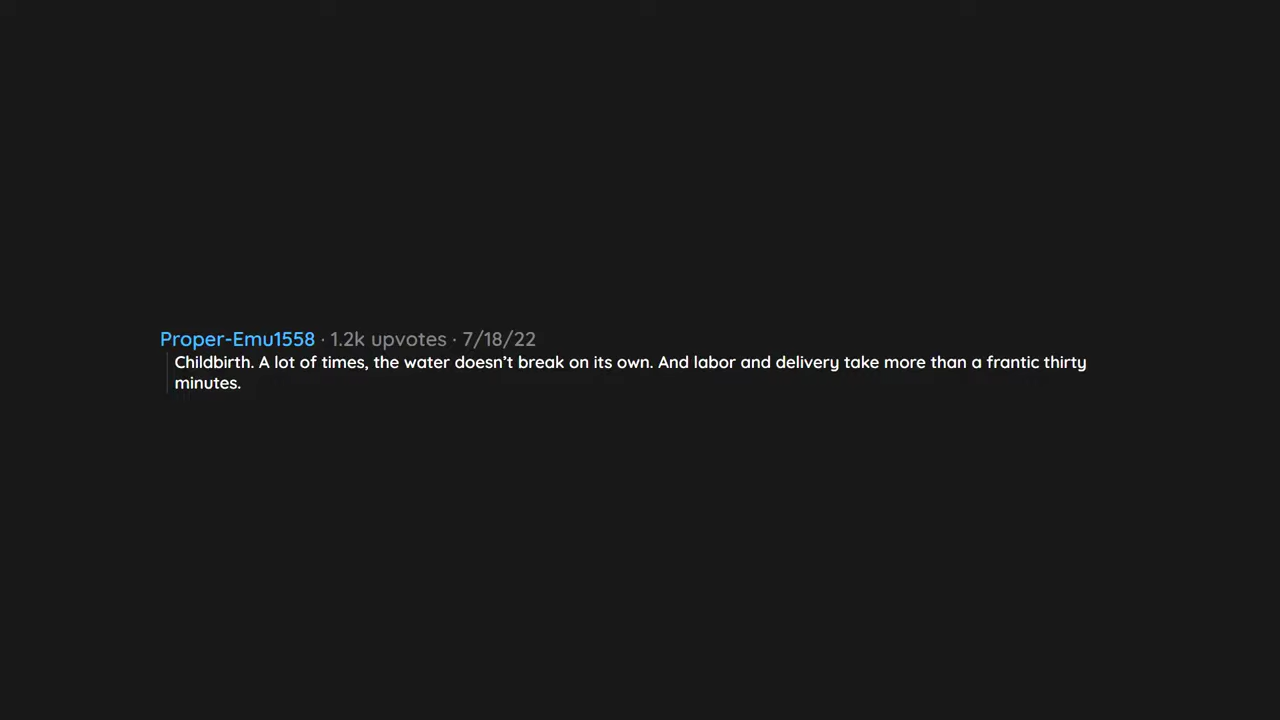 Proper-Emu1558 · 1.2k upvotes · 7/18/22
Childbirth. A lot of times, the water doesn’t break on its own. And labor and delivery take more than a frantic thirty
minutes.